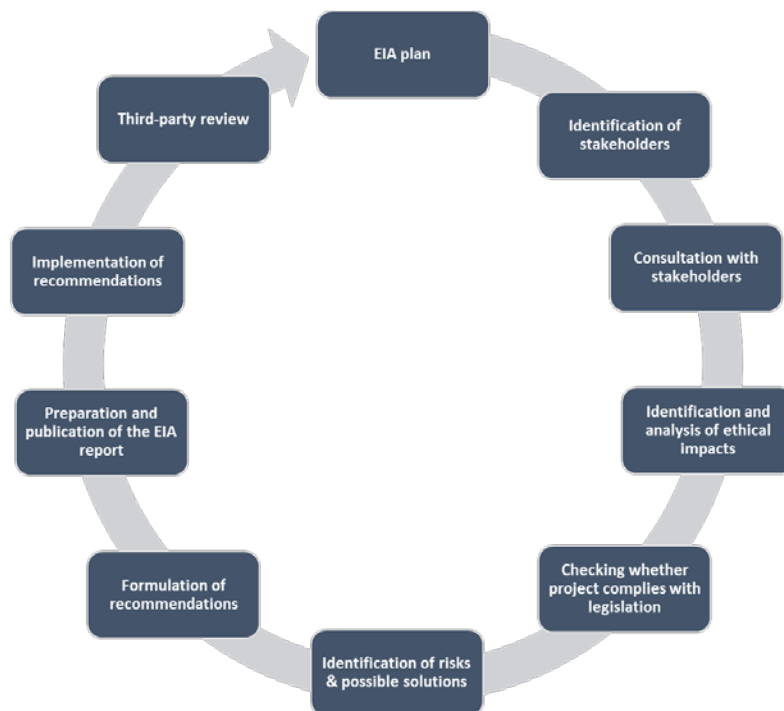 EIA plan
Identification of
stakeholders
Consultation with
stakeholders
Identification and
analysis of ethical
impacts
Checking whether
project complies with
legislation
Identification of risks
& possible solutions
Formulation of
recommendations
Preparation and
publication of the EIA
report
Implementation of
recommendations
Third-party review